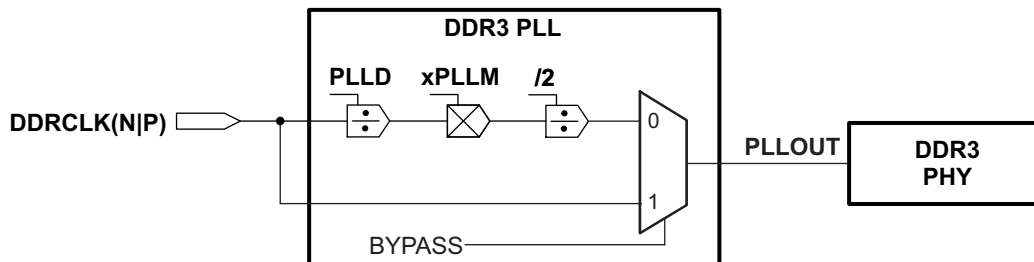 DDR3 PLL
PLLD
xPLLM
/2
DDRCLK(N|P)
0
PLLOUT
DDR3
PHY
1
BYPASS